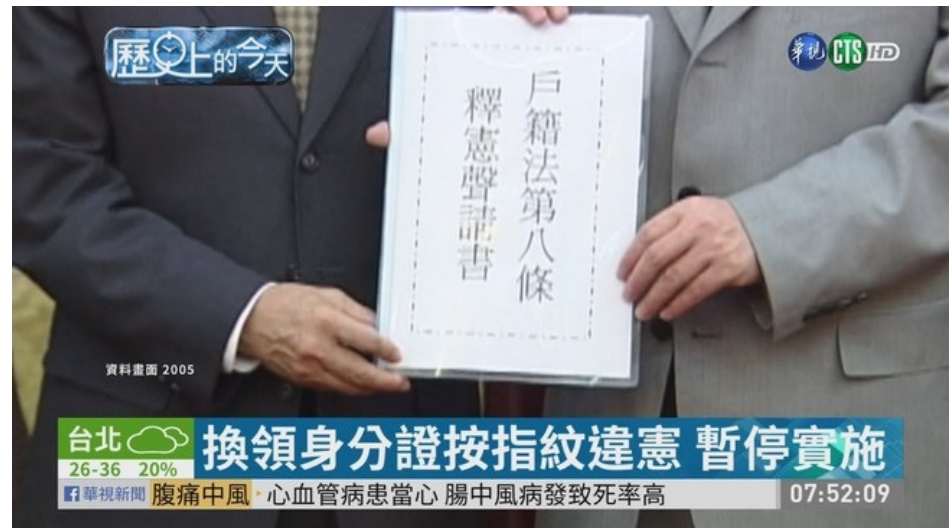 歷史上的今天
華視 CTS HD
戶籍法第八條
釋憲聲請書
資料畫面 2005
台北
26-36 20%
換領身分證按指紋違憲 暫停實施
f 華視新聞 腹痛中風 心血管病患當心 腸中風病發致死率高
07:52:09